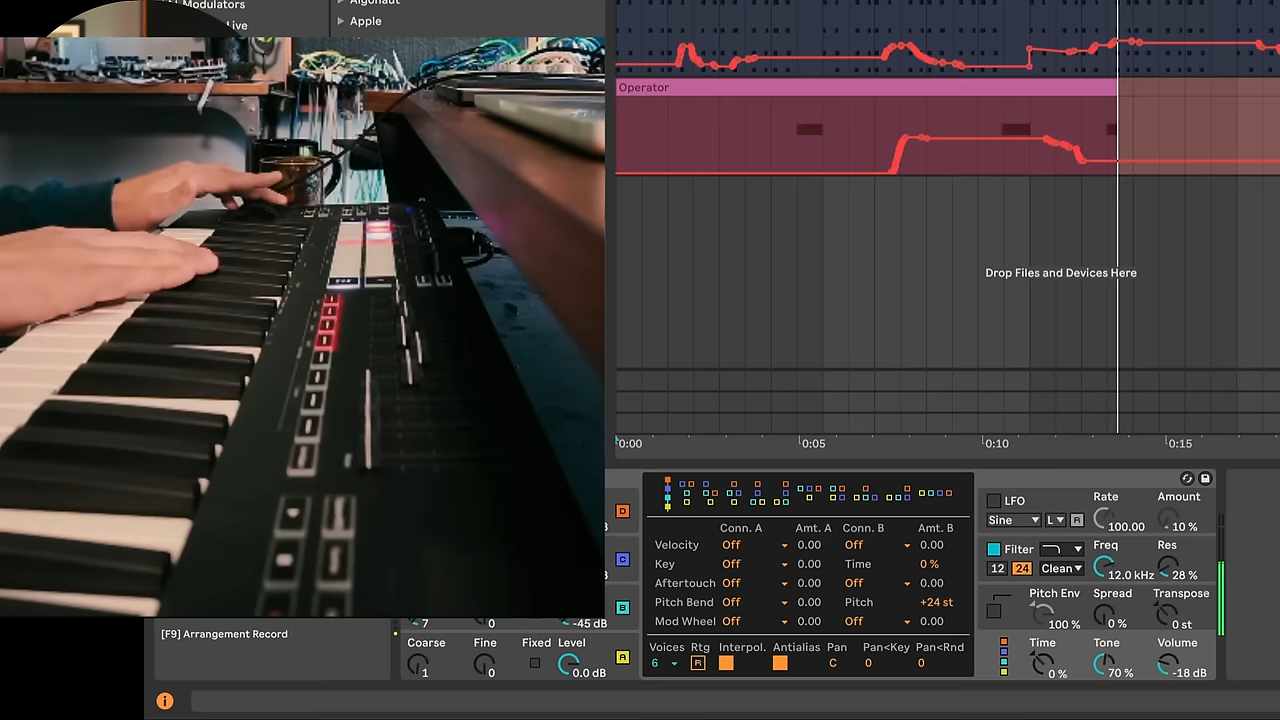 Modulators
Live
Algonaut
Apple
Operator
Drop Files and Devices Here
0:00
0:05
0:10
0:15
D
C
B
A
Conn. A Amt. A Conn. B Amt. B
Velocity Off 0.00 Off 0.00
Key Off 0.00 Time 0 %
Aftertouch Off 0.00 Off 0.00
Pitch Bend Off 0.00 Pitch +24 st
Mod Wheel Off 0.00 Off 0.00
Voices Rtg Interpol. Antialias Pan Pan<Key Pan<Rnd
6 R C 0 0
LFO Rate Amount
Sine L R 100.00 10 %
Filter Freq Res
12 24 Clean 12.0 kHz 28 %
Pitch Env Spread Transpose
100 % 0 % 0 st
Time Tone Volume
0 % 70 % -18 dB
7 0 -45 dB
Coarse Fine Fixed Level
1 0 0.0 dB
[F9] Arrangement Record